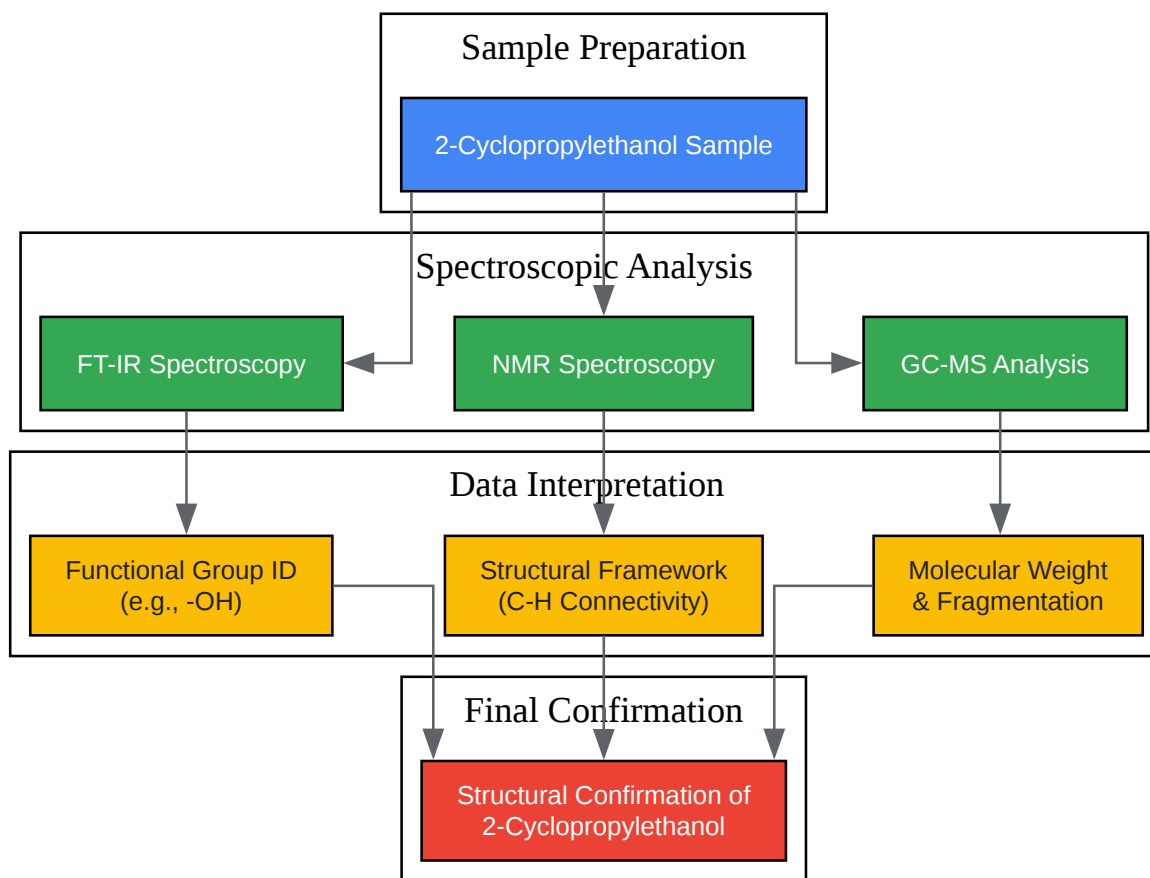 Sample Preparation
2-Cyclopropylethanol Sample
Spectroscopic Analysis
FT-IR Spectroscopy
NMR Spectroscopy
GC-MS Analysis
Data Interpretation
Functional Group ID
(e.g., -OH)
Structural Framework
(C-H Connectivity)
Molecular Weight
& Fragmentation
Final Confirmation
Structural Confirmation of
2-Cyclopropylethanol